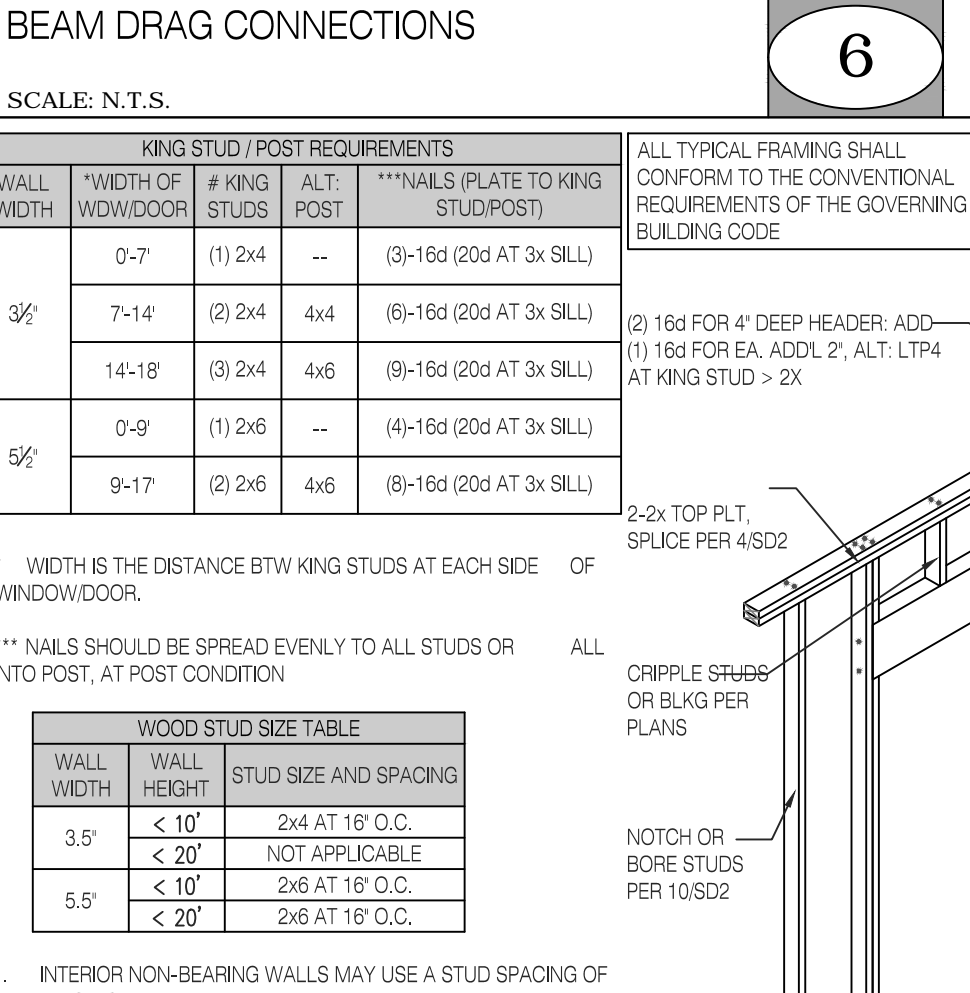 BEAM DRAG CONNECTIONS
6
SCALE: N.T.S.
KING STUD / POST REQUIREMENTS
WALL WIDTH *WIDTH OF WDW/DOOR # KING STUDS ALT: POST ***NAILS (PLATE TO KING STUD/POST)
3½" 0'-7' (1) 2x4 -- (3)-16d (20d AT 3x SILL)
7'-14' (2) 2x4 4x4 (6)-16d (20d AT 3x SILL)
14'-18' (3) 2x4 4x6 (9)-16d (20d AT 3x SILL)
5½" 0'-9' (1) 2x6 -- (4)-16d (20d AT 3x SILL)
9'-17' (2) 2x6 4x6 (8)-16d (20d AT 3x SILL)
WIDTH IS THE DISTANCE BTW KING STUDS AT EACH SIDE OF
WINDOW/DOOR.
*** NAILS SHOULD BE SPREAD EVENLY TO ALL STUDS OR ALL
INTO POST, AT POST CONDITION
WOOD STUD SIZE TABLE
WALL WIDTH WALL HEIGHT STUD SIZE AND SPACING
3.5" < 10' 2x4 AT 16" O.C.
< 20' NOT APPLICABLE
5.5" < 10' 2x6 AT 16" O.C.
< 20' 2x6 AT 16" O.C.
. INTERIOR NON-BEARING WALLS MAY USE A STUD SPACING OF
ALL TYPICAL FRAMING SHALL
CONFORM TO THE CONVENTIONAL
REQUIREMENTS OF THE GOVERNING
BUILDING CODE
(2) 16d FOR 4" DEEP HEADER: ADD
(1) 16d FOR EA. ADD'L 2", ALT: LTP4
AT KING STUD > 2X
2-2x TOP PLT,
SPLICE PER 4/SD2
CRIPPLE STUDS
OR BLKG PER
PLANS
NOTCH OR
BORE STUDS
PER 10/SD2